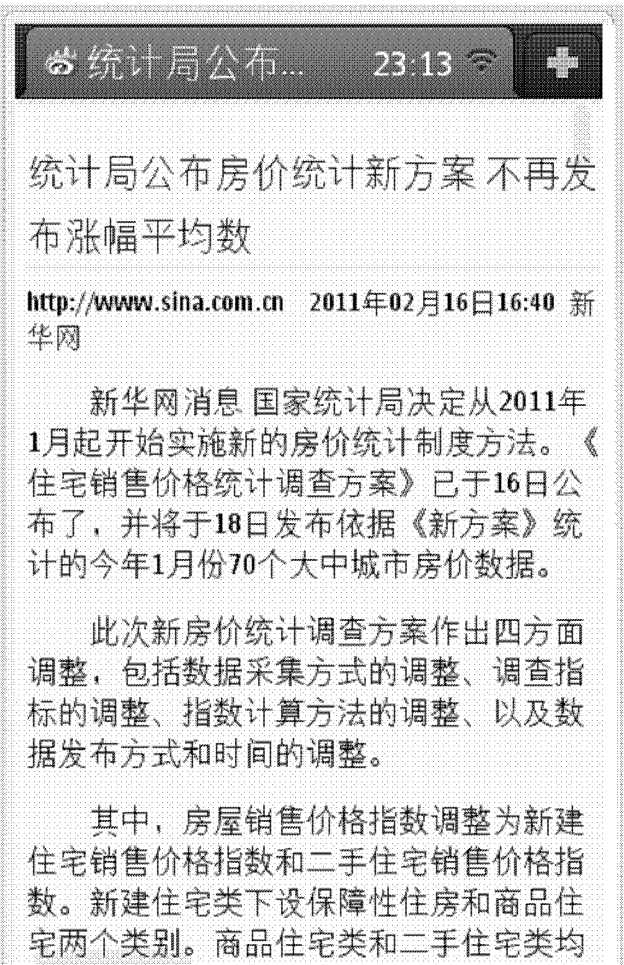 统计局公布... 23:13
统计局公布房价统计新方案 不再发
布涨幅平均数
http://www.sina.com.cn 2011年02月16日16:40 新
华网
新华网消息 国家统计局决定从2011年
1月起开始实施新的房价统计制度方法。《
住宅销售价格统计调查方案》已于16日公
布了，并将于18日发布依据《新方案》统
计的今年1月份70个大中城市房价数据。
此次新房价统计调查方案作出四方面
调整，包括数据采集方式的调整、调查指
标的调整、指数计算方法的调整、以及数
据发布方式和时间的调整。
其中，房屋销售价格指数调整为新建
住宅销售价格指数和二手住宅销售价格指
数。新建住宅类下设保障性住房和商品住
宅两个类别。商品住宅类和二手住宅类均